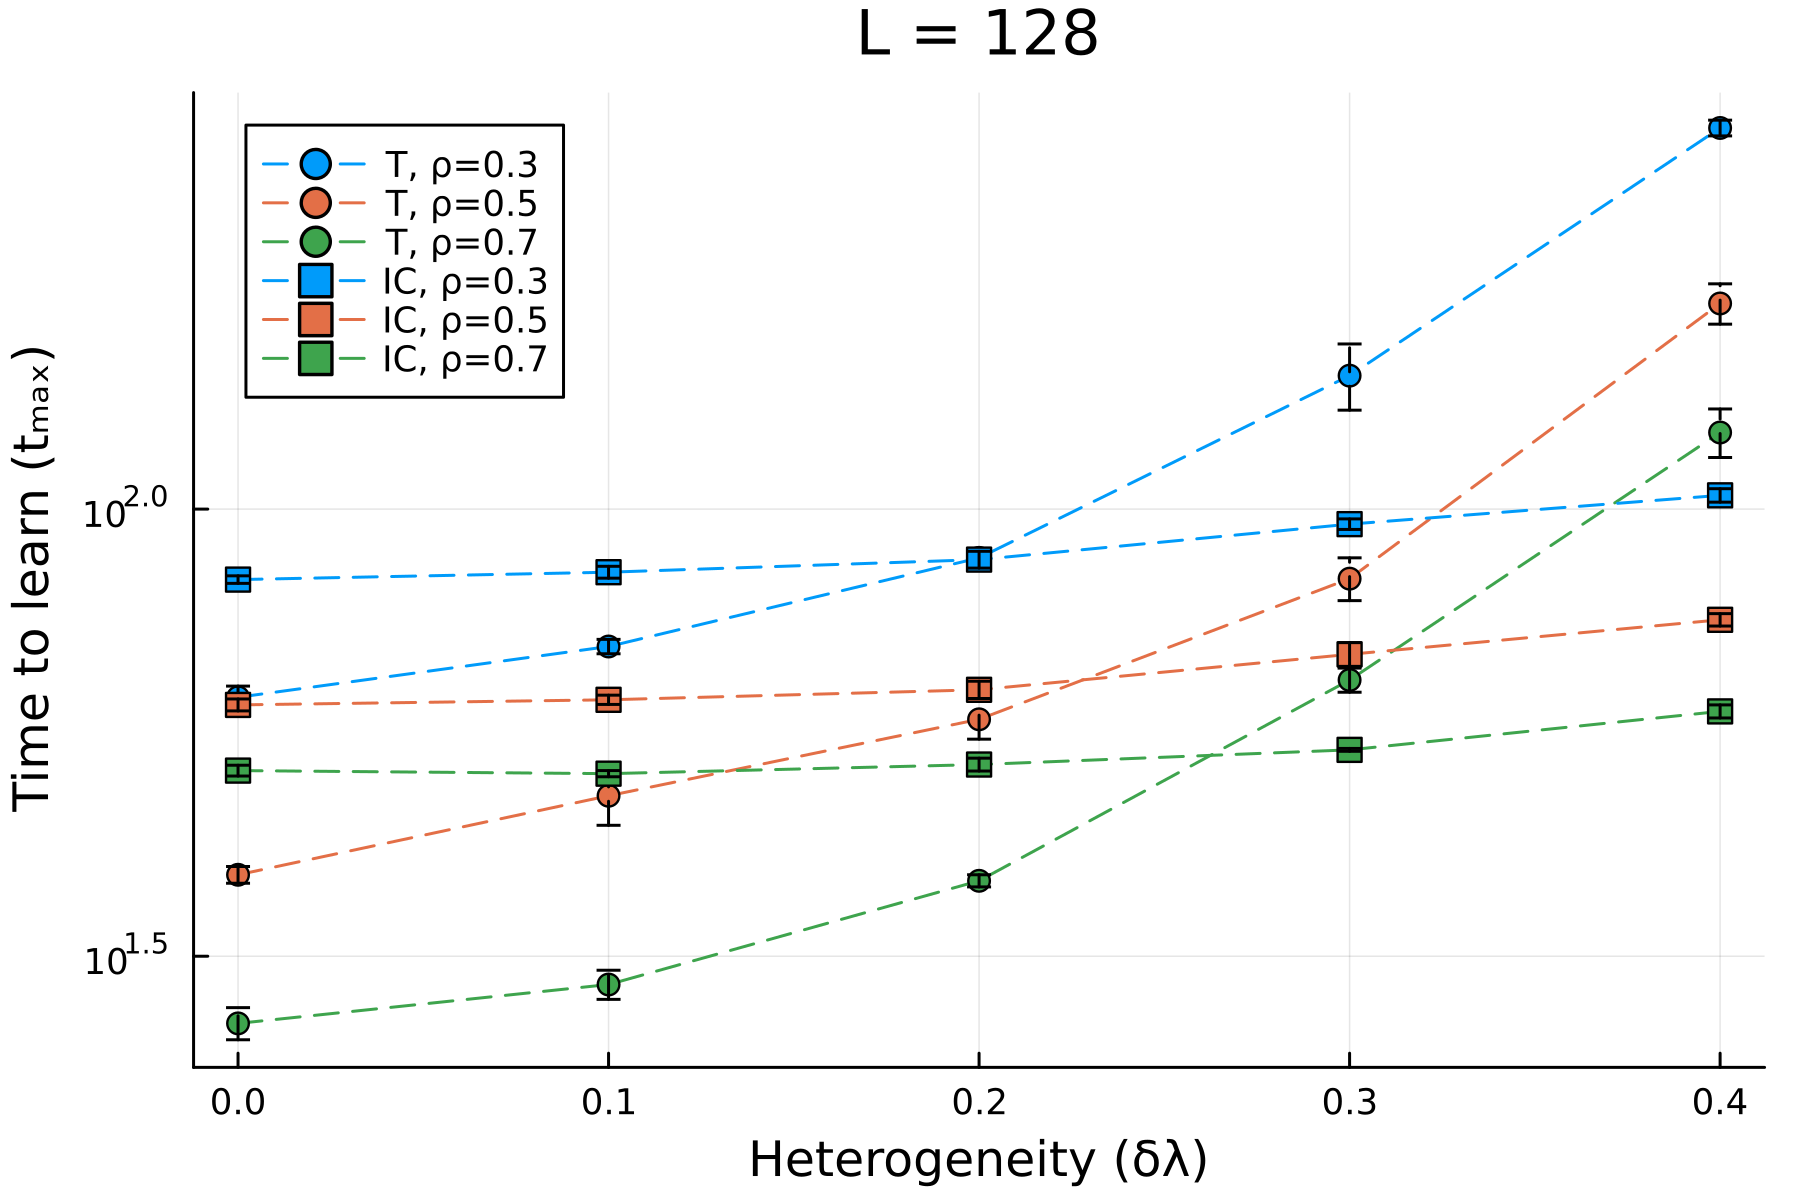 L = 128
T, ρ=0.3
T, ρ=0.5
T, ρ=0.7
IC, ρ=0.3
IC, ρ=0.5
IC, ρ=0.7
Time to learn (tₘₐₓ)
10^2.0
10^1.5
0.0 0.1 0.2 0.3 0.4
Heterogeneity (δλ)